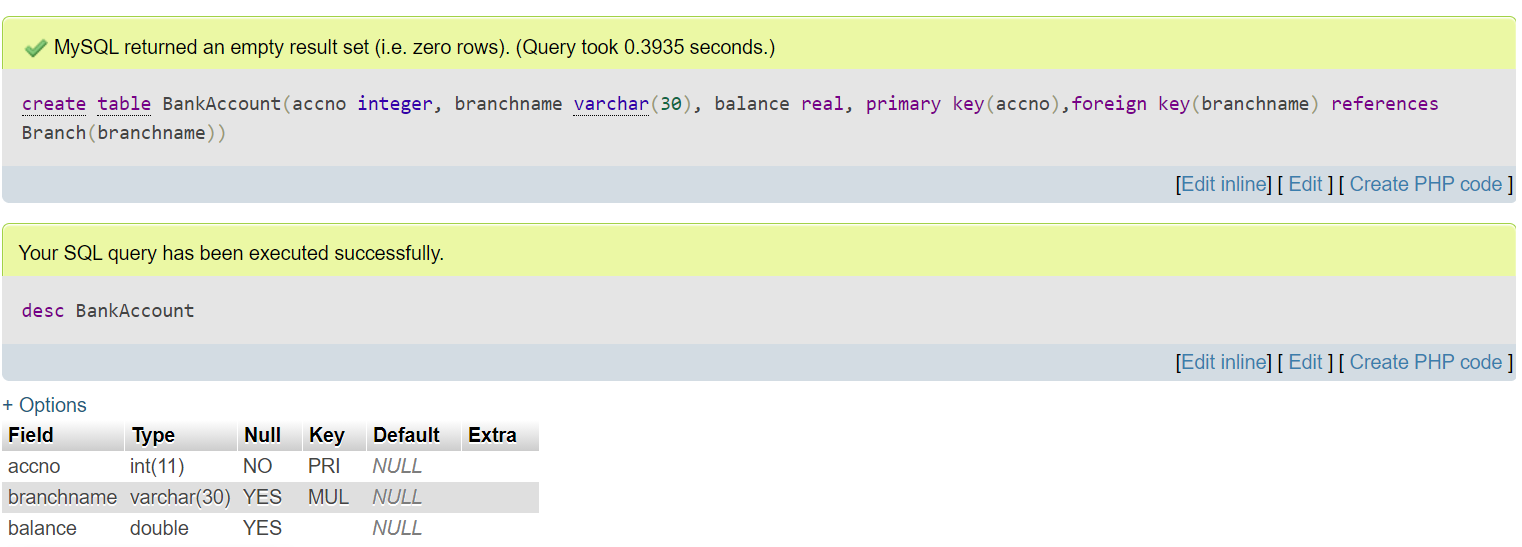 MySQL returned an empty result set (i.e. zero rows). (Query took 0.3935 seconds.)
create table BankAccount(accno integer, branchname varchar(30), balance real, primary key(accno),foreign key(branchname) references
Branch(branchname))
[Edit inline] [ Edit ] [ Create PHP code ]
Your SQL query has been executed successfully.
desc BankAccount
[Edit inline] [ Edit ] [ Create PHP code ]
+ Options
Field Type Null Key Default Extra
accno int(11) NO PRI NULL
branchname varchar(30) YES MUL NULL
balance double YES NULL